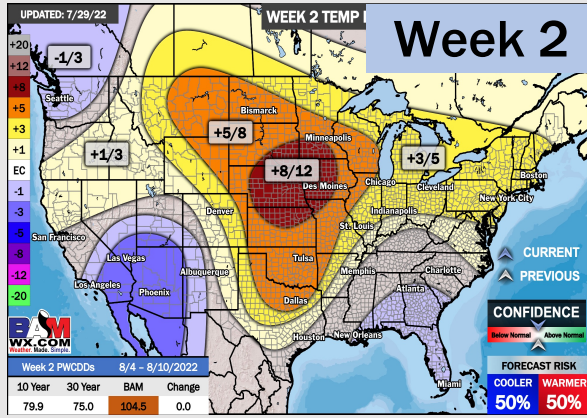 UPDATED: 7/29/22
WEEK 2 TEMP
Week 2
+20
+12
+8
+5
+3
+1
EC
-1
-3
-5
-8
-12
-20
-1/3
Seattle
Bismarck
+5/8
Minneapolis
+1/3
+3/5
+8/12
Des Moines
Chicago
Cleveland
Boston
New York City
Denver
Indianapolis
St. Louis
San Francisco
Las Vegas
CURRENT
Albuquerque
Tulsa
Memphis
Charlotte
PREVIOUS
Los Angeles
Phoenix
Atlanta
Dallas
CONFIDENCE
Houston
New Orleans
Below Normal
Above Normal
BAM
WX.COM
Weather. Made. Simple.
Miami
FORECAST RISK
COOLER
WARMER
50%
50%
Week 2 PWCDDs 8/4 – 8/10/2022
10 Year 30 Year BAM Change
79.9 75.0 104.5 0.0